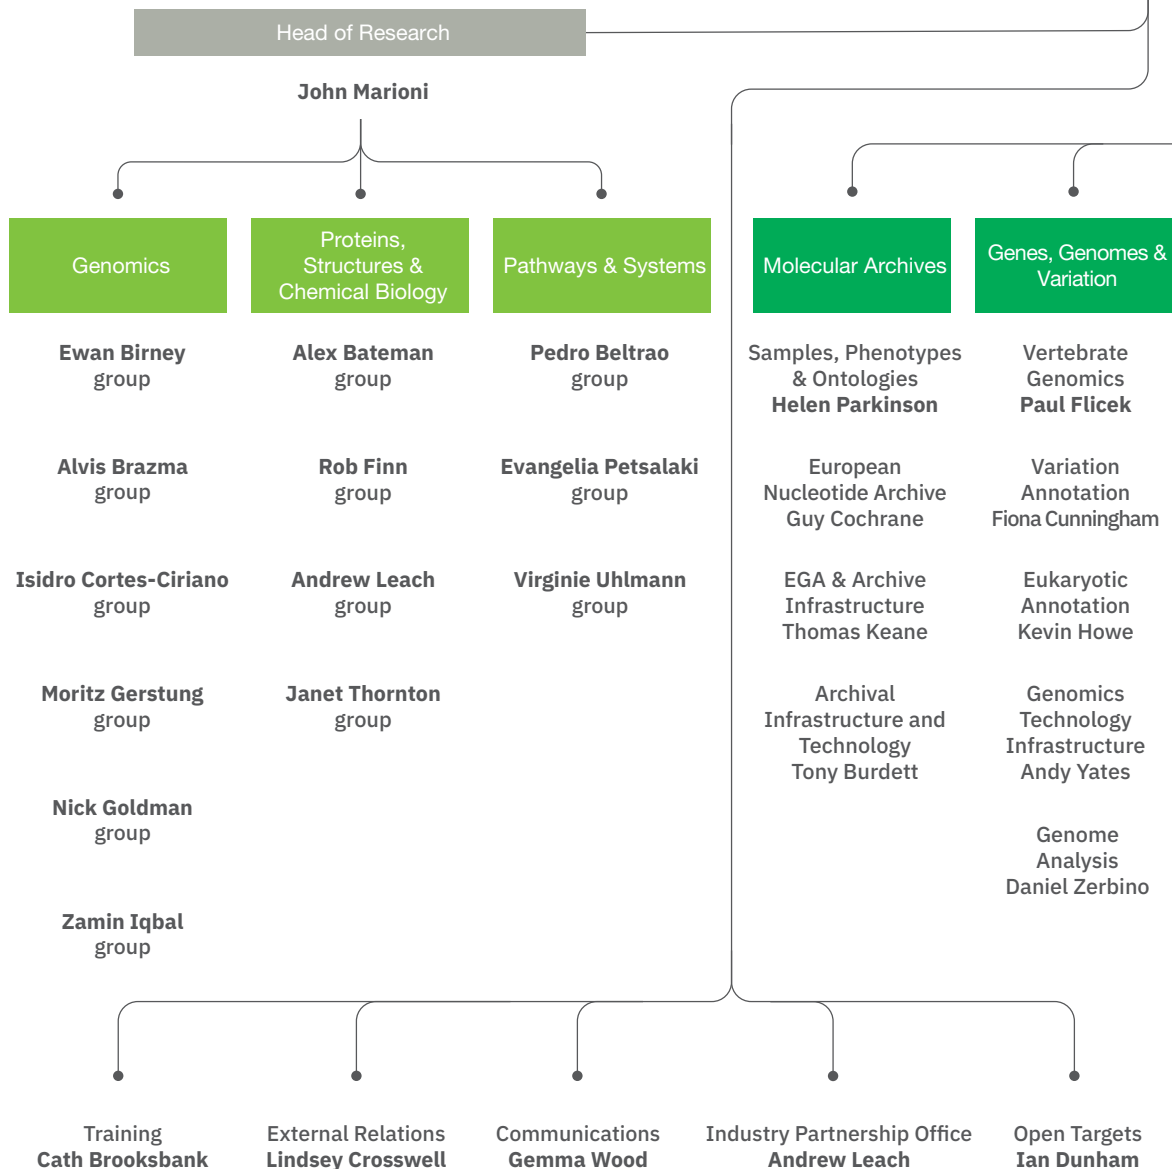 Head of Research
John Marioni
Genomics
Ewan Birney
group
Alvis Brazma
group
Isidro Cortes-Ciriano
group
Moritz Gerstung
group
Nick Goldman
group
Zamin Iqbal
group
Proteins,
Structures &
Chemical Biology
Alex Bateman
group
Rob Finn
group
Andrew Leach
group
Janet Thornton
group
Pathways & Systems
Pedro Beltrao
group
Evangelia Petsalaki
group
Virginie Uhlmann
group
Molecular Archives
Samples, Phenotypes
& Ontologies
Helen Parkinson
European
Nucleotide Archive
Guy Cochrane
EGA & Archive
Infrastructure
Thomas Keane
Archival
Infrastructure and
Technology
Tony Burdett
Genes, Genomes &
Variation
Vertebrate
Genomics
Paul Flicek
Variation
Annotation
Fiona Cunningham
Eukaryotic
Annotation
Kevin Howe
Genomics
Technology
Infrastructure
Andy Yates
Genome
Analysis
Daniel Zerbino
Training
Cath Brooksbank
External Relations
Lindsey Crosswell
Communications
Gemma Wood
Industry Partnership Office
Andrew Leach
Open Targets
Ian Dunham